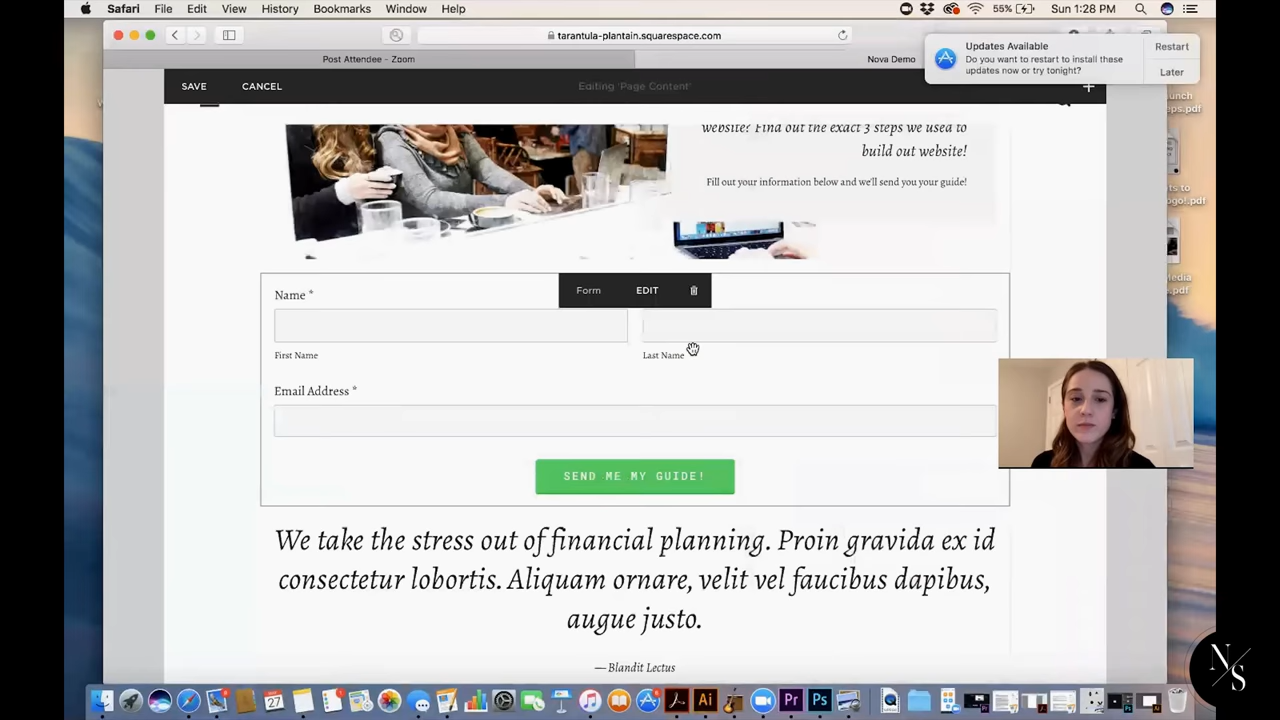 Safari File Edit View History Bookmarks Window Help
55% Sun 1:28 PM
tarantula-plantain.squarespace.com
Post Attendee - Zoom
Nova Demo
Updates Available
Do you want to restart to install these
updates now or try tonight?
Restart
Later
SAVE CANCEL
Editing 'Page Content'
website? Find out the exact 3 steps we used to
build out website!
Fill out your information below and we'll send you your guide!
Form EDIT
Name *
First Name
Last Name
Email Address *
SEND ME MY GUIDE!
We take the stress out of financial planning. Proin gravida ex id
consectetur lobortis. Aliquam ornare, velit vel faucibus dapibus,
augue justo.
— Blandit Lectus
27
Ai
Pr
Ps
N/S